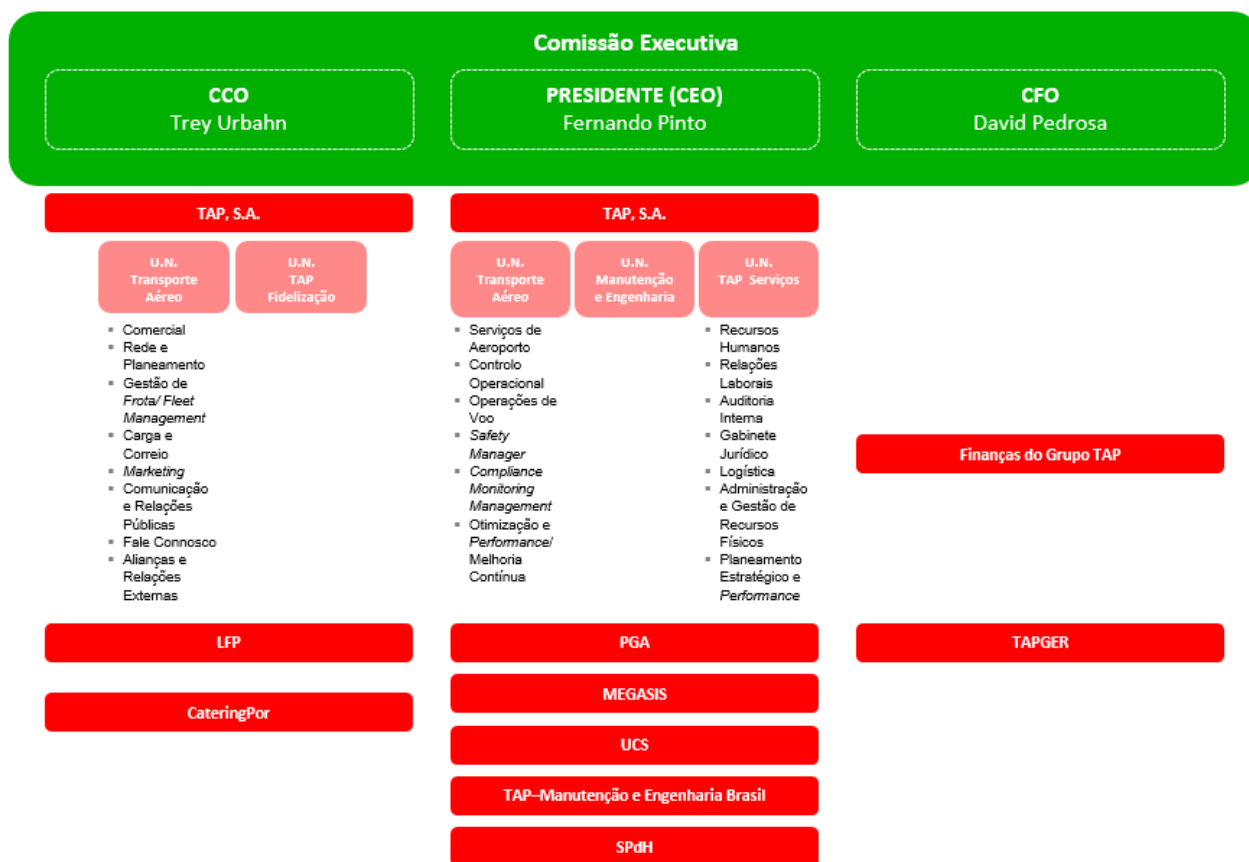 Comissão Executiva
CCO
Trey Urbahn
PRESIDENTE (CEO)
Fernando Pinto
CFO
David Pedrosa
TAP, S.A.
U.N.
Transporte
Aéreo
U.N.
TAP
Fidelização
▪ Comercial
▪ Rede e
Planeamento
▪ Gestão de
Frota/ Fleet
Management
▪ Carga e
Correio
▪ Marketing
▪ Comunicação
e Relações
Públicas
▪ Fale Connosco
▪ Alianças e
Relações
Externas
LFP
CateringPor
TAP, S.A.
U.N.
Transporte
Aéreo
U.N.
Manutenção
e Engenharia
U.N.
TAP Serviços
▪ Serviços de
Aeroporto
▪ Controlo
Operacional
▪ Operações de
Voo
▪ Safety
Manager
▪ Compliance
Monitoring
Management
▪ Otimização e
Performance/
Melhoria
Contínua
▪ Recursos
Humanos
▪ Relações
Laborais
▪ Auditoria
Interna
▪ Gabinete
Jurídico
▪ Logística
▪ Administração
e Gestão de
Recursos
Físicos
▪ Planeamento
Estratégico e
Performance
PGA
MEGASIS
UCS
TAP–Manutenção e Engenharia Brasil
SPdH
Finanças do Grupo TAP
TAPGER